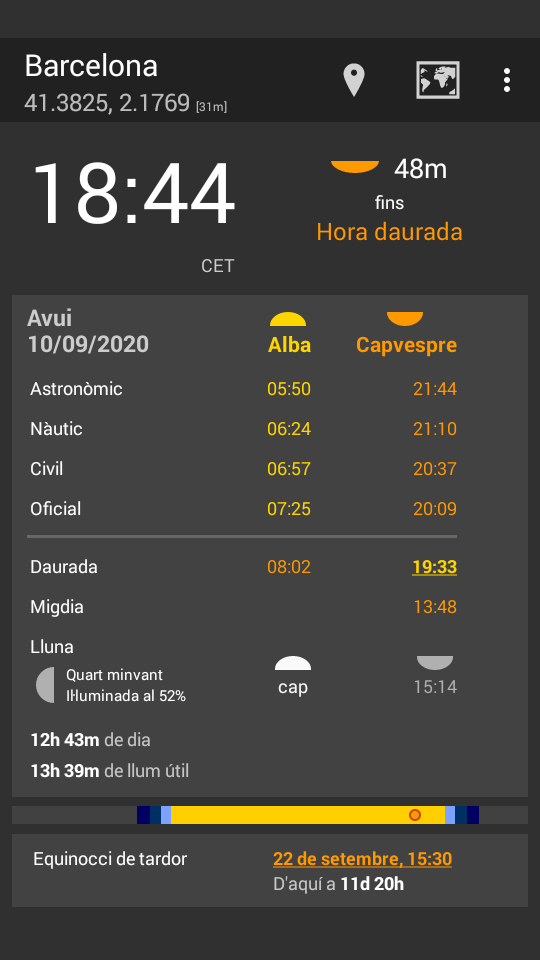 Barcelona
41.3825, 2.1769 [31m]
18:44
CET
48m
fins
Hora daurada
Avui
10/09/2020
Alba
Capvespre
Astronòmic 05:50 21:44
Nàutic 06:24 21:10
Civil 06:57 20:37
Oficial 07:25 20:09
Daurada 08:02 19:33
Migdia 13:48
Lluna
Quart minvant
Il·luminada al 52%
cap 15:14
12h 43m de dia
13h 39m de llum útil
Equinocci de tardor 22 de setembre, 15:30
D'aquí a 11d 20h